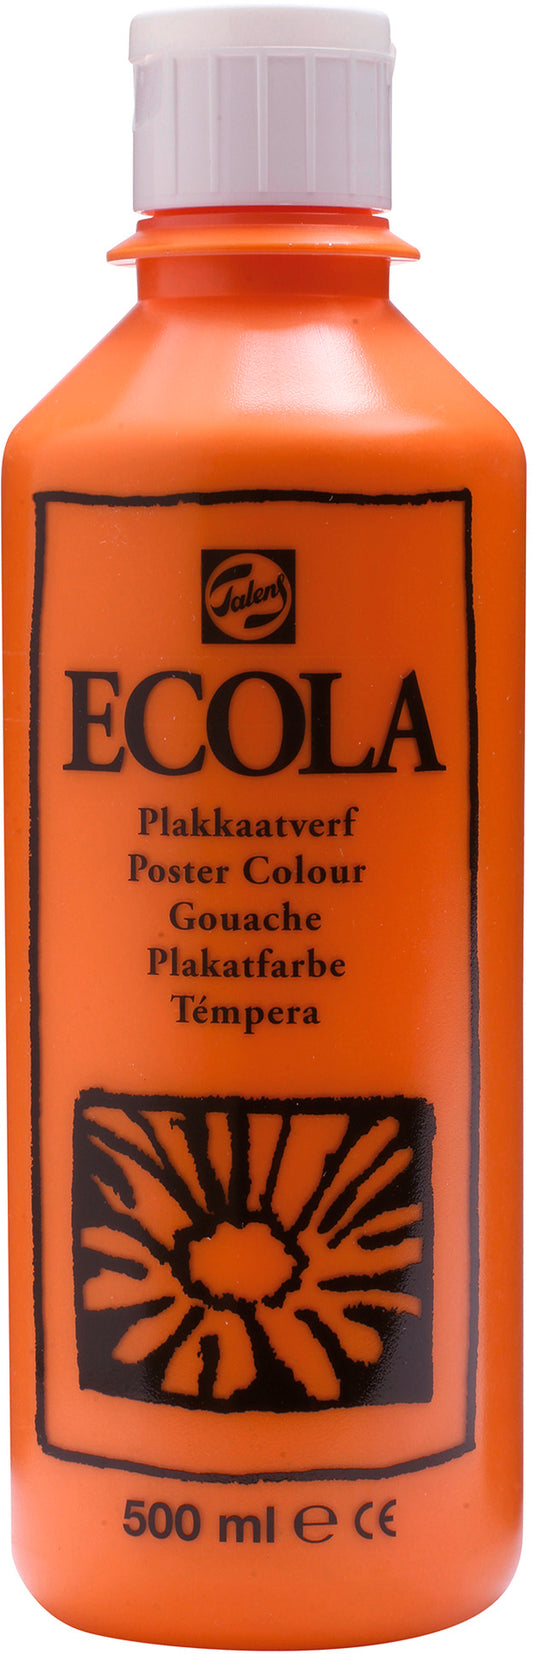 Talens
ECOLA
Plakkaatverf
Poster Colour
Gouache
Plakatfarbe
Témpera
500 ml ℮ CE